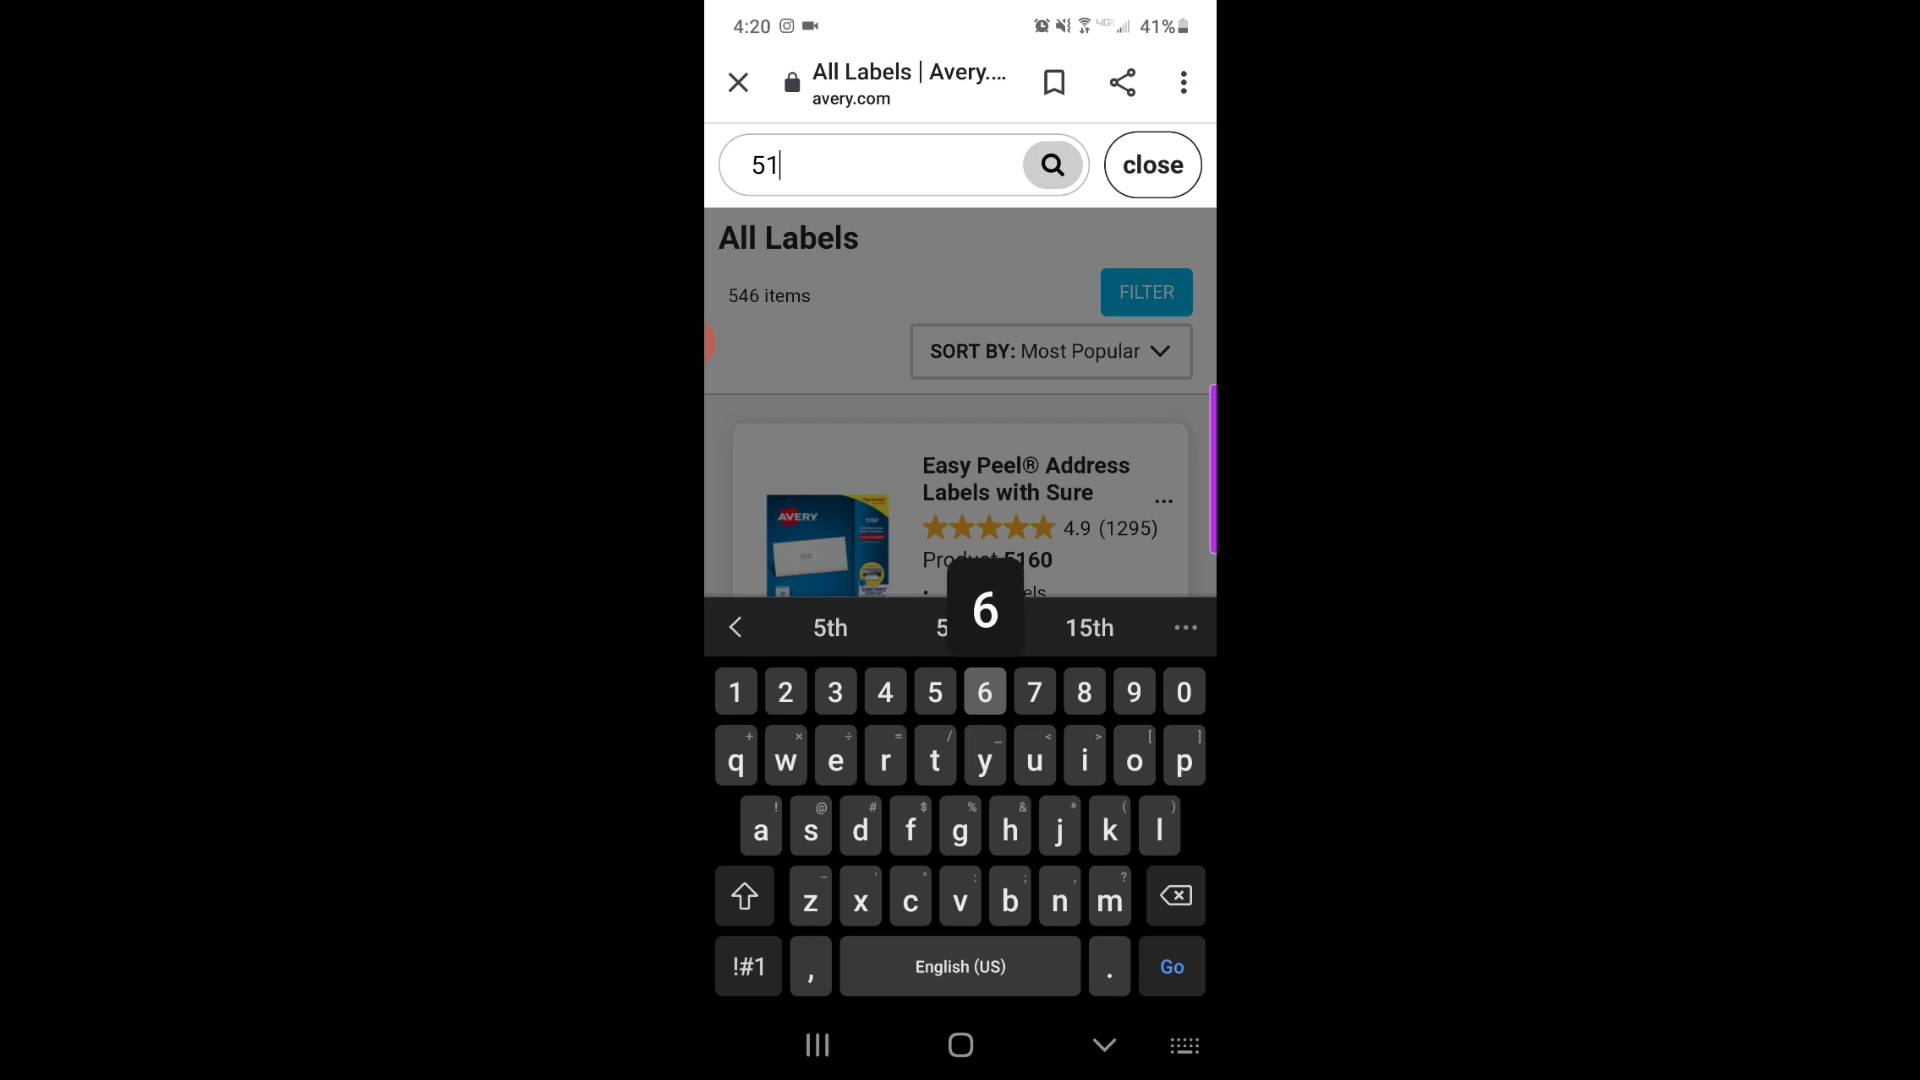 4:20 41%
All Labels | Avery....
avery.com
51
close
All Labels
546 items
FILTER
SORT BY: Most Popular
Easy Peel® Address
Labels with Sure
...
AVERY
5160
4.9 (1295)
Product 5160
6
5th 5 15th
1 2 3 4 5 6 7 8 9 0
+ × ÷ = / _ < > [ ]
q w e r t y u i o p
! @ # $ % & * ( )
a s d f g h j k l
- ' " : ; , ?
z x c v b n m
!#1 , English (US) . Go